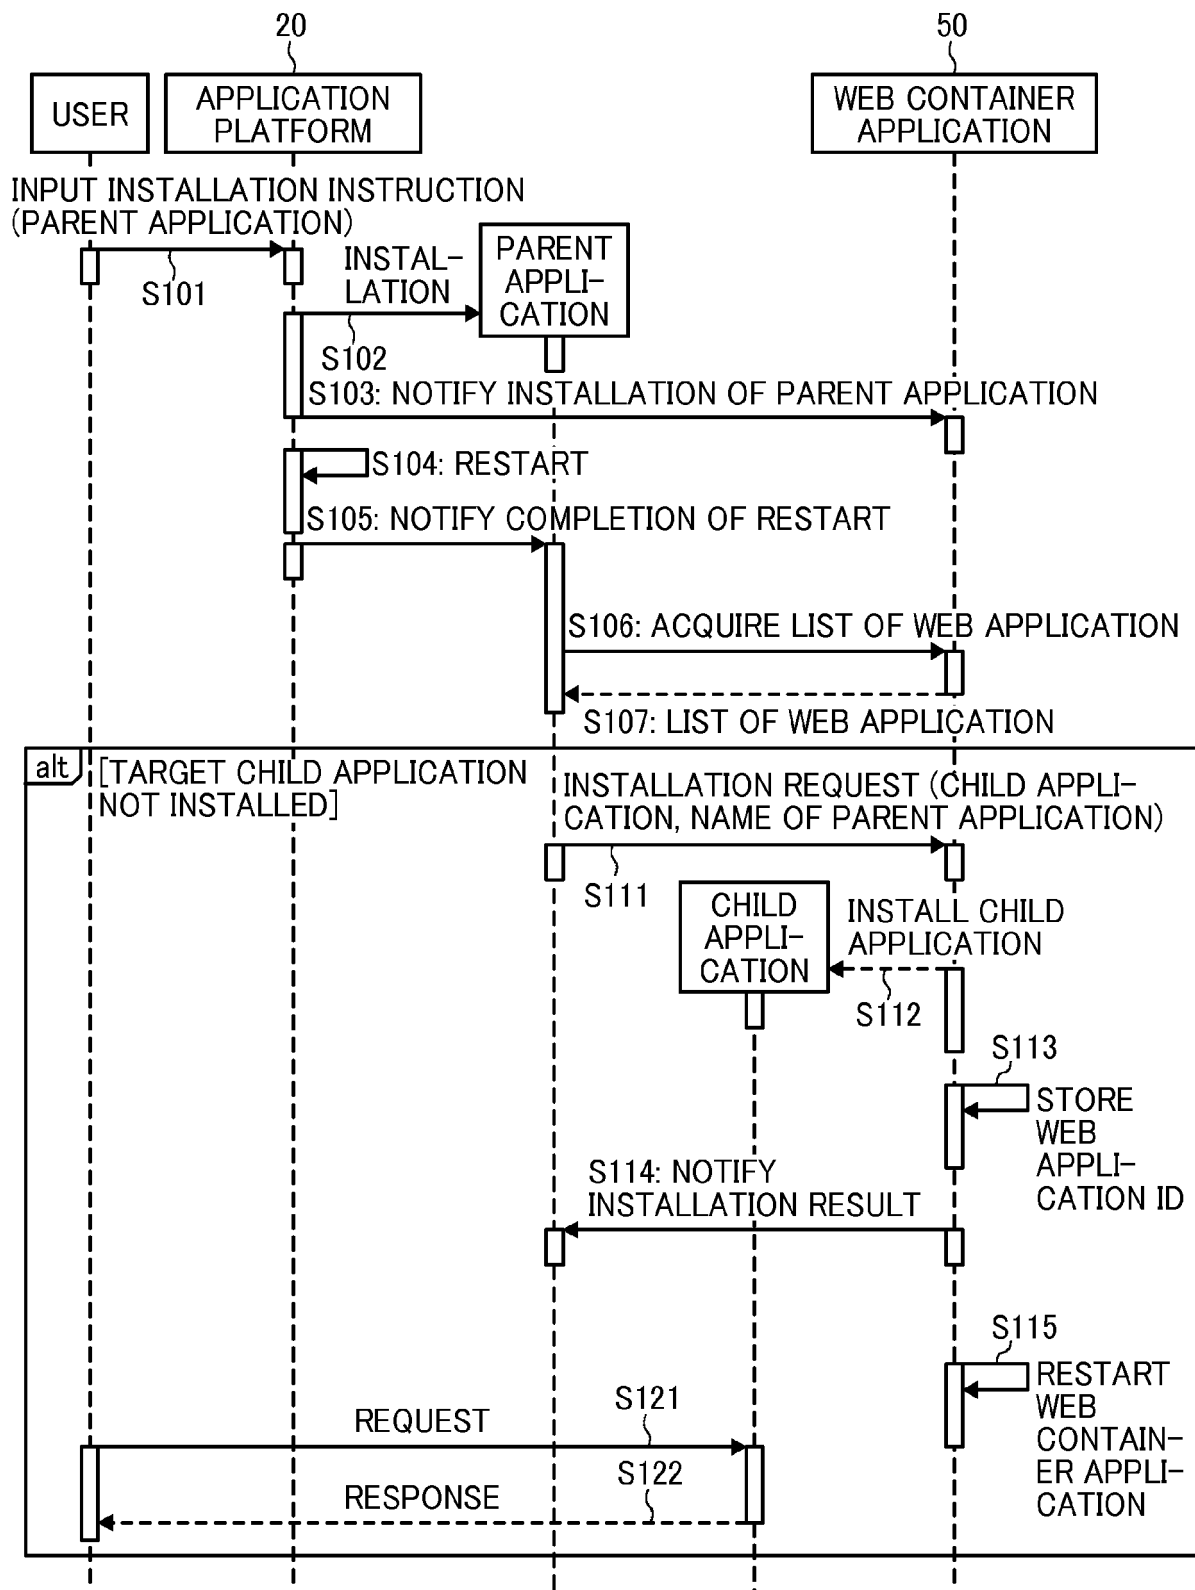 20
50
USER
APPLICATION
PLATFORM
WEB CONTAINER
APPLICATION
INPUT INSTALLATION INSTRUCTION
(PARENT APPLICATION)
S101
INSTAL-
LATION
S102
PARENT
APPLI-
CATION
S103: NOTIFY INSTALLATION OF PARENT APPLICATION
S104: RESTART
S105: NOTIFY COMPLETION OF RESTART
S106: ACQUIRE LIST OF WEB APPLICATION
S107: LIST OF WEB APPLICATION
alt
[TARGET CHILD APPLICATION
NOT INSTALLED]
INSTALLATION REQUEST (CHILD APPLI-
CATION, NAME OF PARENT APPLICATION)
S111
CHILD
APPLI-
CATION
INSTALL CHILD
APPLICATION
S112
S113
STORE
WEB
APPLI-
CATION ID
S114: NOTIFY
INSTALLATION RESULT
S115
RESTART
WEB
CONTAIN-
ER APPLI-
CATION
REQUEST
S121
RESPONSE
S122